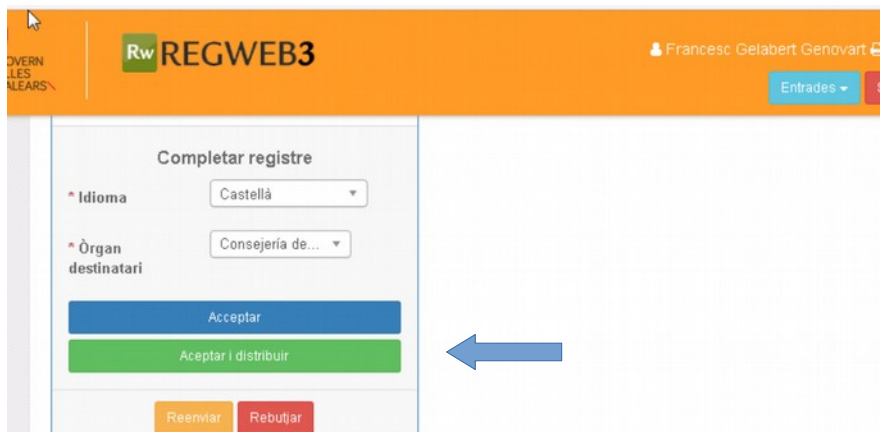 OVERN
LLES
ALEARS
Rw REGWEB3
Francesc Gelabert Genovart
Entrades
Completar registre
* Idioma
Castellà
* Òrgan
destinatari
Consejería de...
Acceptar
Aceptar i distribuir
Reenviar
Rebutjar